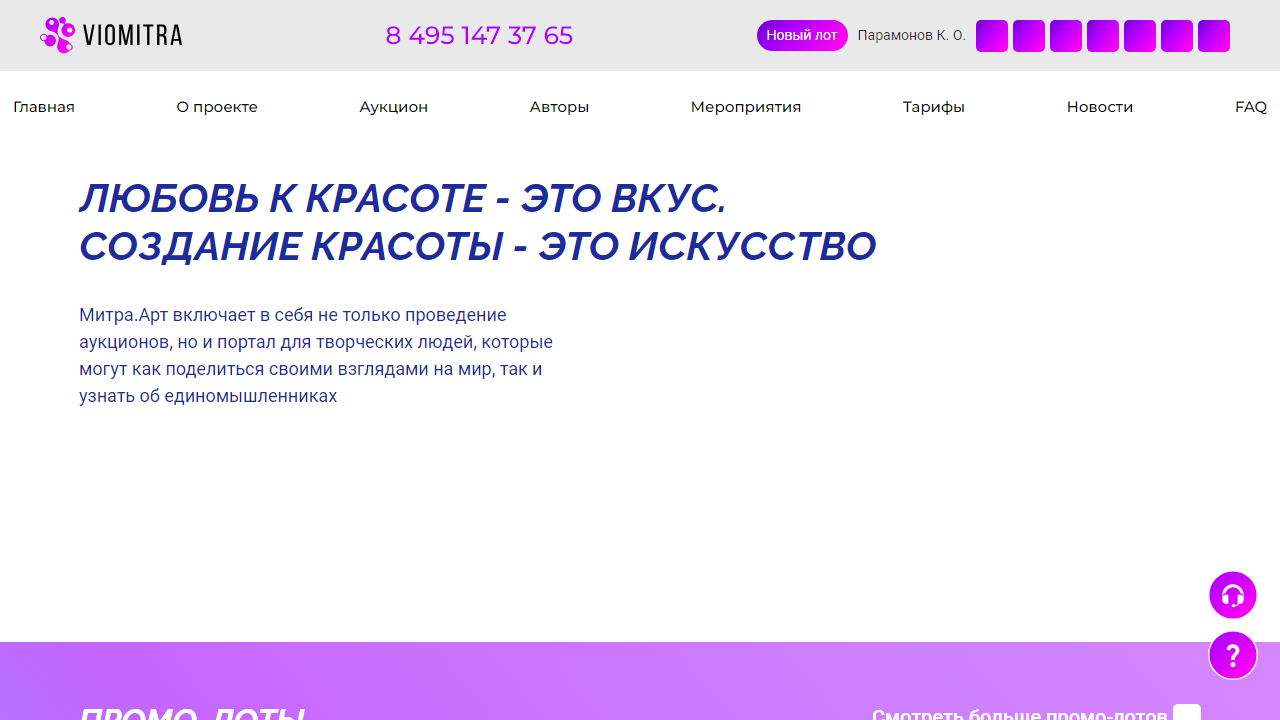 VIOMITRA
8 495 147 37 65
Новый лот
Парамонов К. О.
Главная
О проекте
Аукцион
Авторы
Мероприятия
Тарифы
Новости
FAQ
ЛЮБОВЬ К КРАСОТЕ - ЭТО ВКУС.
СОЗДАНИЕ КРАСОТЫ - ЭТО ИСКУССТВО
Митра.Арт включает в себя не только проведение
аукционов, но и портал для творческих людей, которые
могут как поделиться своими взглядами на мир, так и
узнать об единомышленниках
?
ПРОМО-ЛОТЫ
Смотреть больше промо-лотов